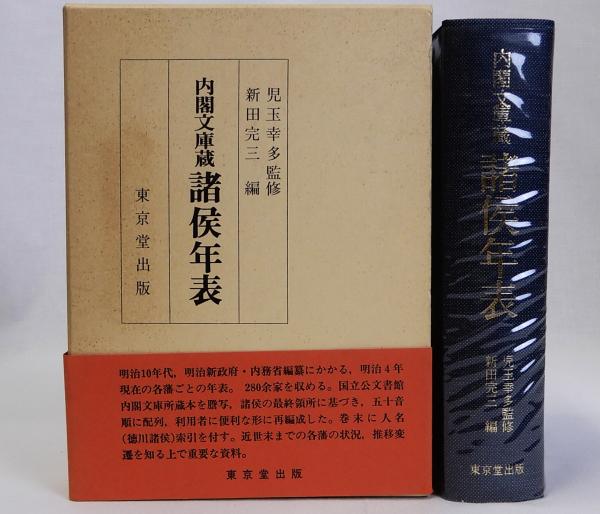 児玉幸多監修
新田完三 編
内閣文庫蔵 諸侯年表
東京堂出版
明治10年代,明治新政府・内務省編纂にかかる,明治4年
現在の各藩ごとの年表。 280余家を収める。国立公文書館
内閣文庫所蔵本を謄写,諸侯の最終領所に基づき,五十音
順に配列,利用者に便利な形に再編成した。巻末に人名
(徳川諸侯)索引を付す。近世末までの各藩の状況,推移変
遷を知る上で重要な資料。
東京堂出版
内閣文庫蔵 諸侯年表
児玉幸多監修
新田完三 編
東京堂出版